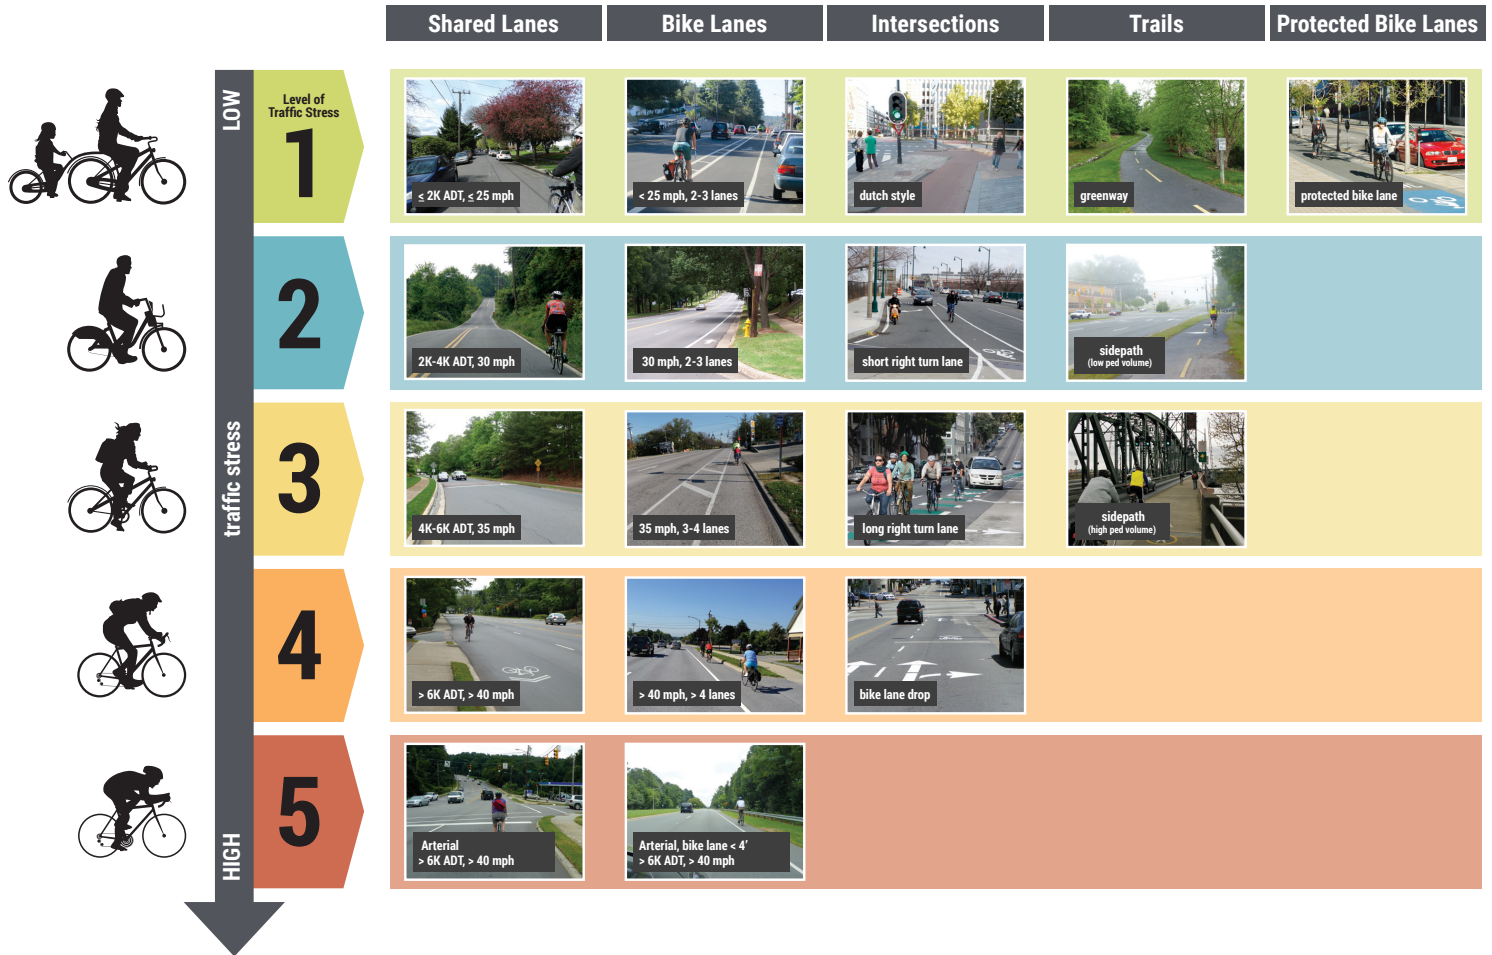 Shared Lanes
Bike Lanes
Intersections
Trails
Protected Bike Lanes
LOW
traffic stress
HIGH
Level of
Traffic Stress
1
≤ 2K ADT, ≤ 25 mph
< 25 mph, 2-3 lanes
dutch style
greenway
protected bike lane
2
2K-4K ADT, 30 mph
30 mph, 2-3 lanes
short right turn lane
sidepath
(low ped volume)
3
4K-6K ADT, 35 mph
35 mph, 3-4 lanes
long right turn lane
sidepath
(high ped volume)
4
> 6K ADT, > 40 mph
> 40 mph, > 4 lanes
bike lane drop
5
Arterial
> 6K ADT, > 40 mph
Arterial, bike lane < 4'
> 6K ADT, > 40 mph